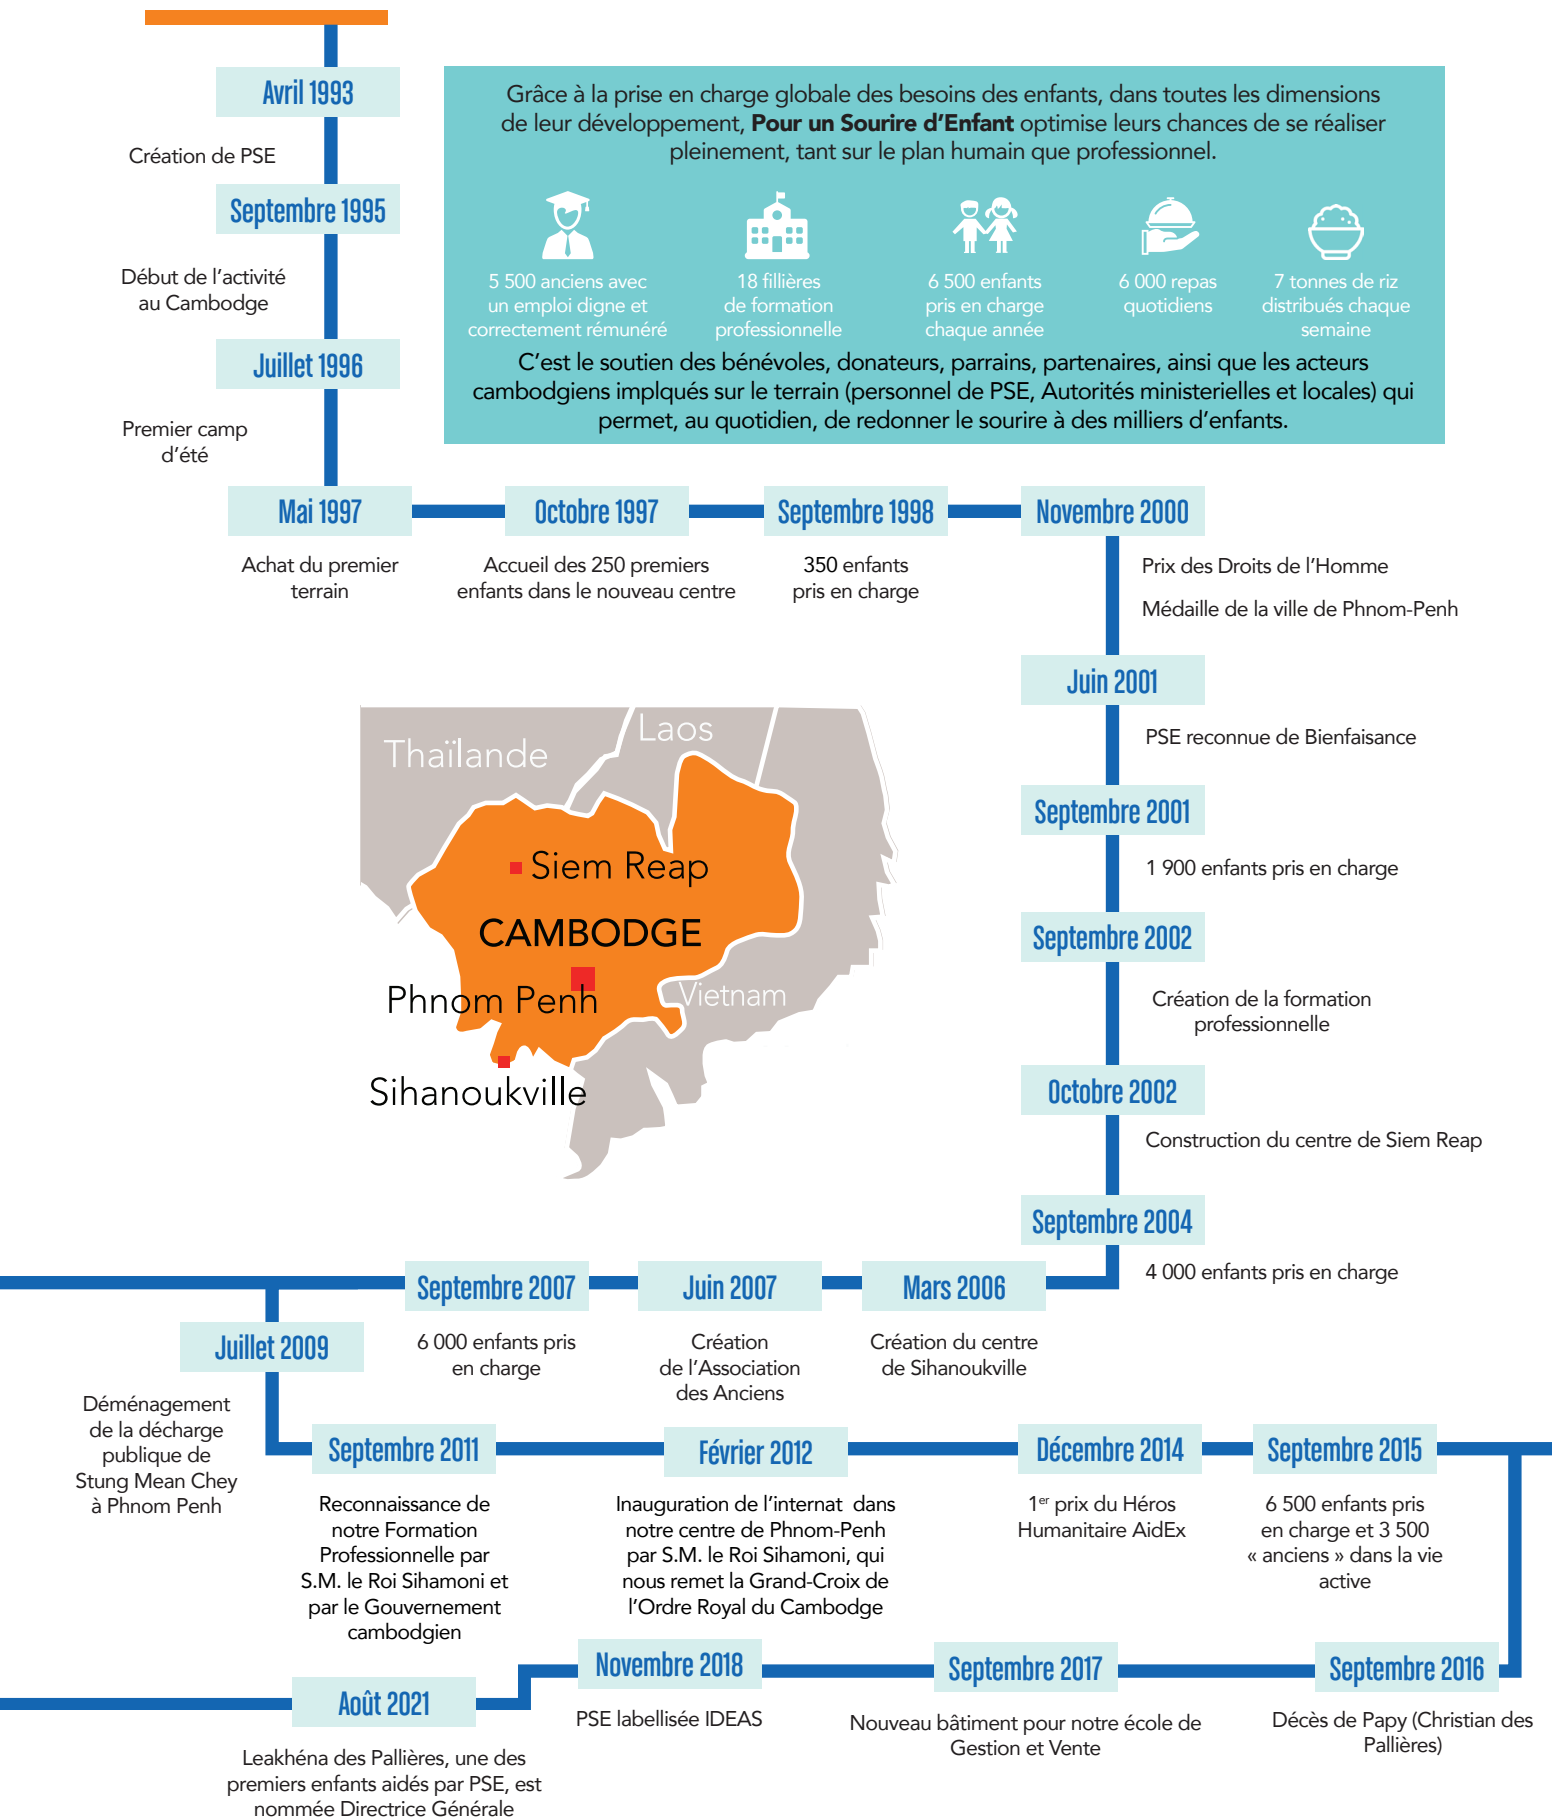 Avril 1993
Création de PSE
Septembre 1995
Début de l'activité
au Cambodge
Juillet 1996
Premier camp
d'été
Grâce à la prise en charge globale des besoins des enfants, dans toutes les dimensions
de leur développement, Pour un Sourire d'Enfant optimise leurs chances de se réaliser
pleinement, tant sur le plan humain que professionnel.
5 500 anciens avec
un emploi digne et
correctement rémunéré
18 fillières
de formation
professionnelle
6 500 enfants
pris en charge
chaque année
6 000 repas
quotidiens
7 tonnes de riz
distribués chaque
semaine
C'est le soutien des bénévoles, donateurs, parrains, partenaires, ainsi que les acteurs
cambodgiens implqués sur le terrain (personnel de PSE, Autorités ministerielles et locales) qui
permet, au quotidien, de redonner le sourire à des milliers d'enfants.
Mai 1997
Achat du premier
terrain
Octobre 1997
Accueil des 250 premiers
enfants dans le nouveau centre
Septembre 1998
350 enfants
pris en charge
Novembre 2000
Prix des Droits de l'Homme
Médaille de la ville de Phnom-Penh
Juin 2001
PSE reconnue de Bienfaisance
Septembre 2001
1 900 enfants pris en charge
Septembre 2002
Création de la formation
professionnelle
Octobre 2002
Construction du centre de Siem Reap
Septembre 2004
4 000 enfants pris en charge
Thaïlande
Laos
Siem Reap
CAMBODGE
Phnom Penh
Vietnam
Sihanoukville
Mars 2006
Création du centre
de Sihanoukville
Juin 2007
Création
de l'Association
des Anciens
Septembre 2007
6 000 enfants pris
en charge
Juillet 2009
Déménagement
de la décharge
publique de
Stung Mean Chey
à Phnom Penh
Septembre 2011
Reconnaissance de
notre Formation
Professionnelle par
S.M. le Roi Sihamoni et
par le Gouvernement
cambodgien
Février 2012
Inauguration de l'internat dans
notre centre de Phnom-Penh
par S.M. le Roi Sihamoni, qui
nous remet la Grand-Croix de
l'Ordre Royal du Cambodge
Décembre 2014
1er prix du Héros
Humanitaire AidEx
Septembre 2015
6 500 enfants pris
en charge et 3 500
« anciens » dans la vie
active
Septembre 2016
Décès de Papy (Christian des
Pallières)
Septembre 2017
Nouveau bâtiment pour notre école de
Gestion et Vente
Novembre 2018
PSE labellisée IDEAS
Août 2021
Leakhéna des Pallières, une des
premiers enfants aidés par PSE, est
nommée Directrice Générale